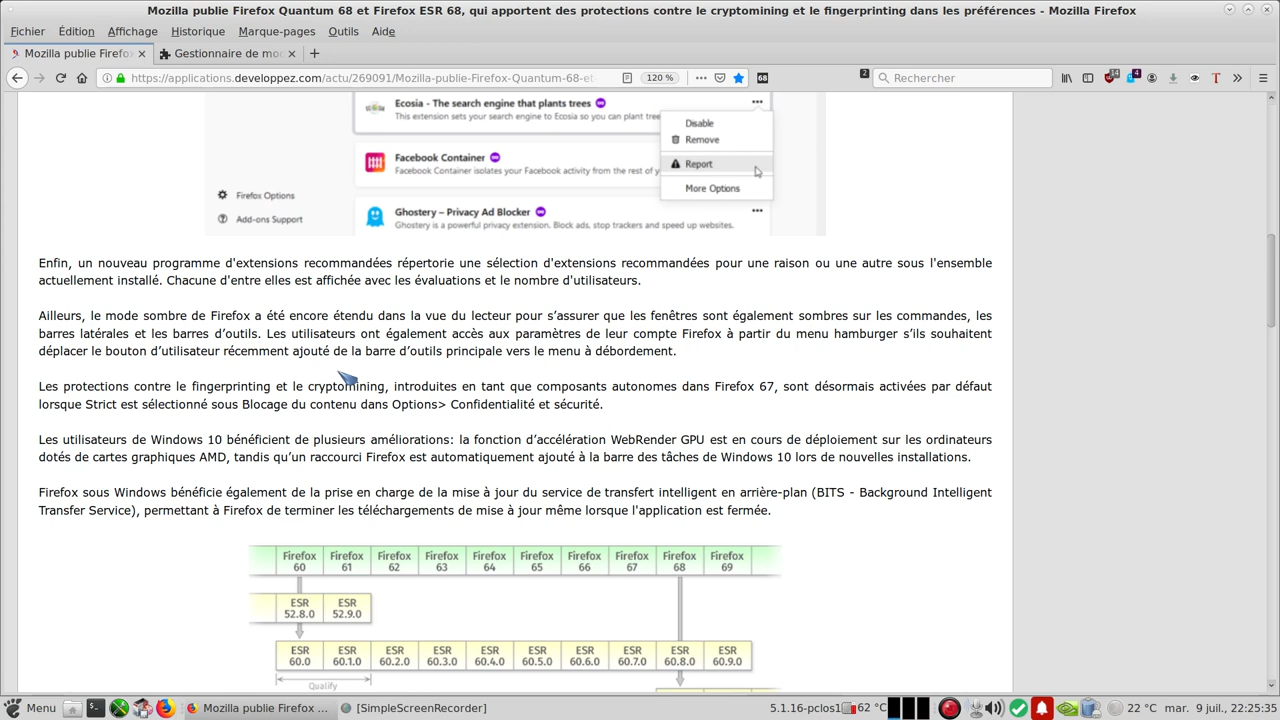 Mozilla publie Firefox Quantum 68 et Firefox ESR 68, qui apportent des protections contre le cryptomining et le fingerprinting dans les préférences - Mozilla Firefox
Fichier Édition Affichage Historique Marque-pages Outils Aide
Mozilla publie Firefo Gestionnaire de mo
https://applications.developpez.com/actu/269091/Mozilla-publie-Firefox-Quantum-68-et- 120 % 68 2 Rechercher
Ecosia - The search engine that plants trees
This extension sets your search engine to Ecosia so you can plant tree
Disable
Remove
Facebook Container
Facebook Container isolates your Facebook activity from the rest of y
Report
Firefox Options
More Options
Ghostery – Privacy Ad Blocker
Add-ons Support
Ghostery is a powerful privacy extension. Block ads, stop trackers and speed up websites.
Enfin, un nouveau programme d'extensions recommandées répertorie une sélection d'extensions recommandées pour une raison ou une autre sous l'ensemble
actuellement installé. Chacune d'entre elles est affichée avec les évaluations et le nombre d'utilisateurs.
Ailleurs, le mode sombre de Firefox a été encore étendu dans la vue du lecteur pour s’assurer que les fenêtres sont également sombres sur les commandes, les
barres latérales et les barres d’outils. Les utilisateurs ont également accès aux paramètres de leur compte Firefox à partir du menu hamburger s’ils souhaitent
déplacer le bouton d’utilisateur récemment ajouté de la barre d’outils principale vers le menu à débordement.
Les protections contre le fingerprinting et le cryptomining, introduites en tant que composants autonomes dans Firefox 67, sont désormais activées par défaut
lorsque Strict est sélectionné sous Blocage du contenu dans Options> Confidentialité et sécurité.
Les utilisateurs de Windows 10 bénéficient de plusieurs améliorations: la fonction d’accélération WebRender GPU est en cours de déploiement sur les ordinateurs
dotés de cartes graphiques AMD, tandis qu’un raccourci Firefox est automatiquement ajouté à la barre des tâches de Windows 10 lors de nouvelles installations.
Firefox sous Windows bénéficie également de la prise en charge de la mise à jour du service de transfert intelligent en arrière-plan (BITS - Background Intelligent
Transfer Service), permettant à Firefox de terminer les téléchargements de mise à jour même lorsque l'application est fermée.
Firefox Firefox Firefox Firefox Firefox Firefox Firefox Firefox Firefox Firefox
60 61 62 63 64 65 66 67 68 69
ESR ESR
52.8.0 52.9.0
ESR ESR ESR ESR ESR ESR ESR ESR ESR ESR
60.0 60.1.0 60.2.0 60.3.0 60.4.0 60.5.0 60.6.0 60.7.0 60.8.0 60.9.0
Qualify
Menu Mozilla publie Firefox... [SimpleScreenRecorder] 5.1.16-pclos1 62 °C 22 °C mar. 9 juil., 22:25:35